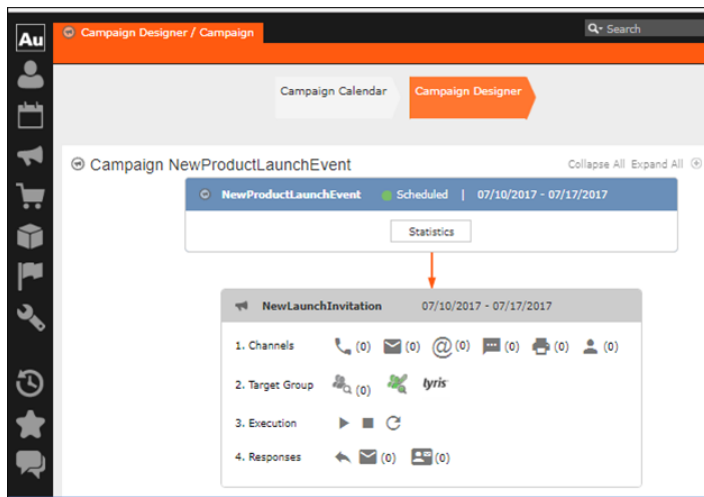 Au
Campaign Designer / Campaign
Search
Campaign Calendar
Campaign Designer
Campaign NewProductLaunchEvent
Collapse All Expand All
NewProductLaunchEvent Scheduled | 07/10/2017 - 07/17/2017
Statistics
NewLaunchInvitation 07/10/2017 - 07/17/2017
1. Channels (0) (0) @ (0) (0) (0) (0)
2. Target Group (0) lyris
3. Execution
4. Responses (0) (0)